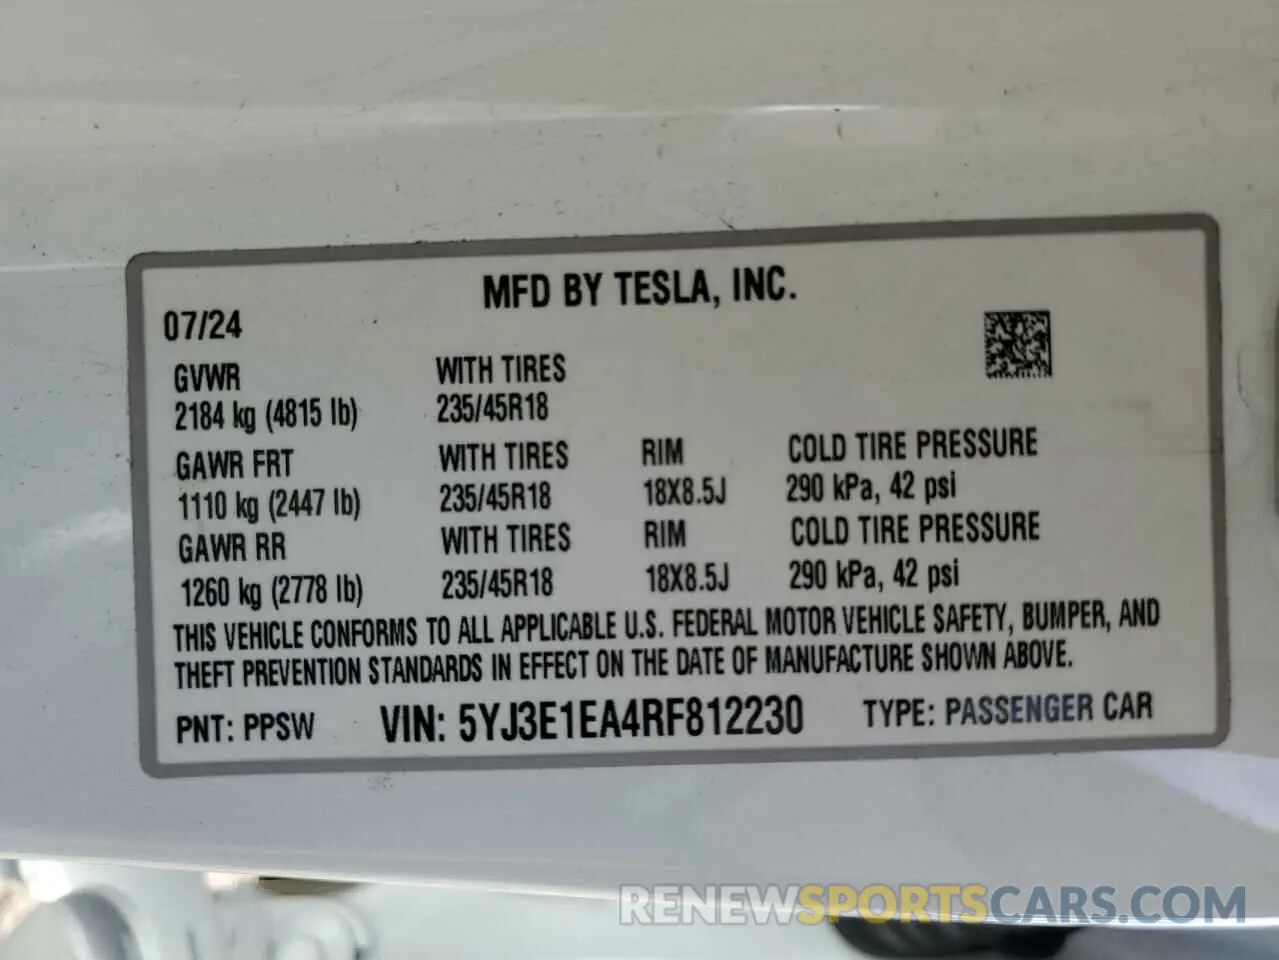 MFD BY TESLA, INC.
07/24
GVWR WITH TIRES
2184 kg (4815 lb) 235/45R18
GAWR FRT WITH TIRES RIM COLD TIRE PRESSURE
1110 kg (2447 lb) 235/45R18 18X8.5J 290 kPa, 42 psi
GAWR RR WITH TIRES RIM COLD TIRE PRESSURE
1260 kg (2778 lb) 235/45R18 18X8.5J 290 kPa, 42 psi
THIS VEHICLE CONFORMS TO ALL APPLICABLE U.S. FEDERAL MOTOR VEHICLE SAFETY, BUMPER, AND
THEFT PREVENTION STANDARDS IN EFFECT ON THE DATE OF MANUFACTURE SHOWN ABOVE.
PNT: PPSW VIN: 5YJ3E1EA4RF812230 TYPE: PASSENGER CAR
RENEWSPORTSCARS.COM